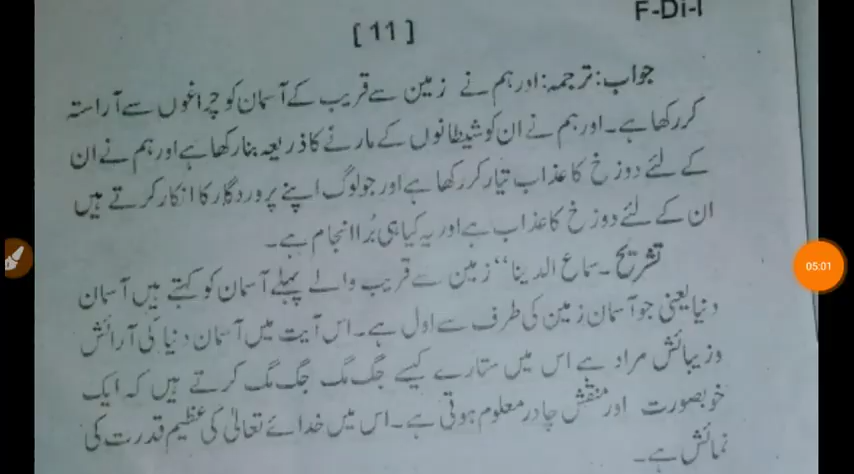 F-Di-I
[ 11 ]
جواب: ترجمہ: اور ہم نے زمین سے قریب کے آسمان کو چراغوں سے آراستہ
کر رکھا ہے۔ اور ہم نے ان کو شیطانوں کے مارنے کا ذریعہ بنا رکھا ہے اور ہم نے ان
کے لئے دوزخ کا عذاب تیار کر رکھا ہے اور جو لوگ اپنے پروردگار کا انکار کرتے ہیں
ان کے لئے دوزخ کا عذاب ہے اور یہ کیا ہی بُرا انجام ہے۔
تشریح۔ سماع الدینا‘‘ زمین سے قریب والے پہلے آسمان کو کہتے ہیں آسمان
دنیا یعنی جو آسمان زمین کی طرف سے اول ہے۔ اس آیت میں آسمان دنیا کی آرائش
وزیبائش مراد ہے اس میں ستارے کیسے جگ مگ جگ مگ کرتے ہیں کہ ایک
خوبصورت اور منقش چادر معلوم ہوتی ہے۔ اس میں خدائے تعالیٰ کی عظیم قدرت کی
نمائش ہے۔
05:01